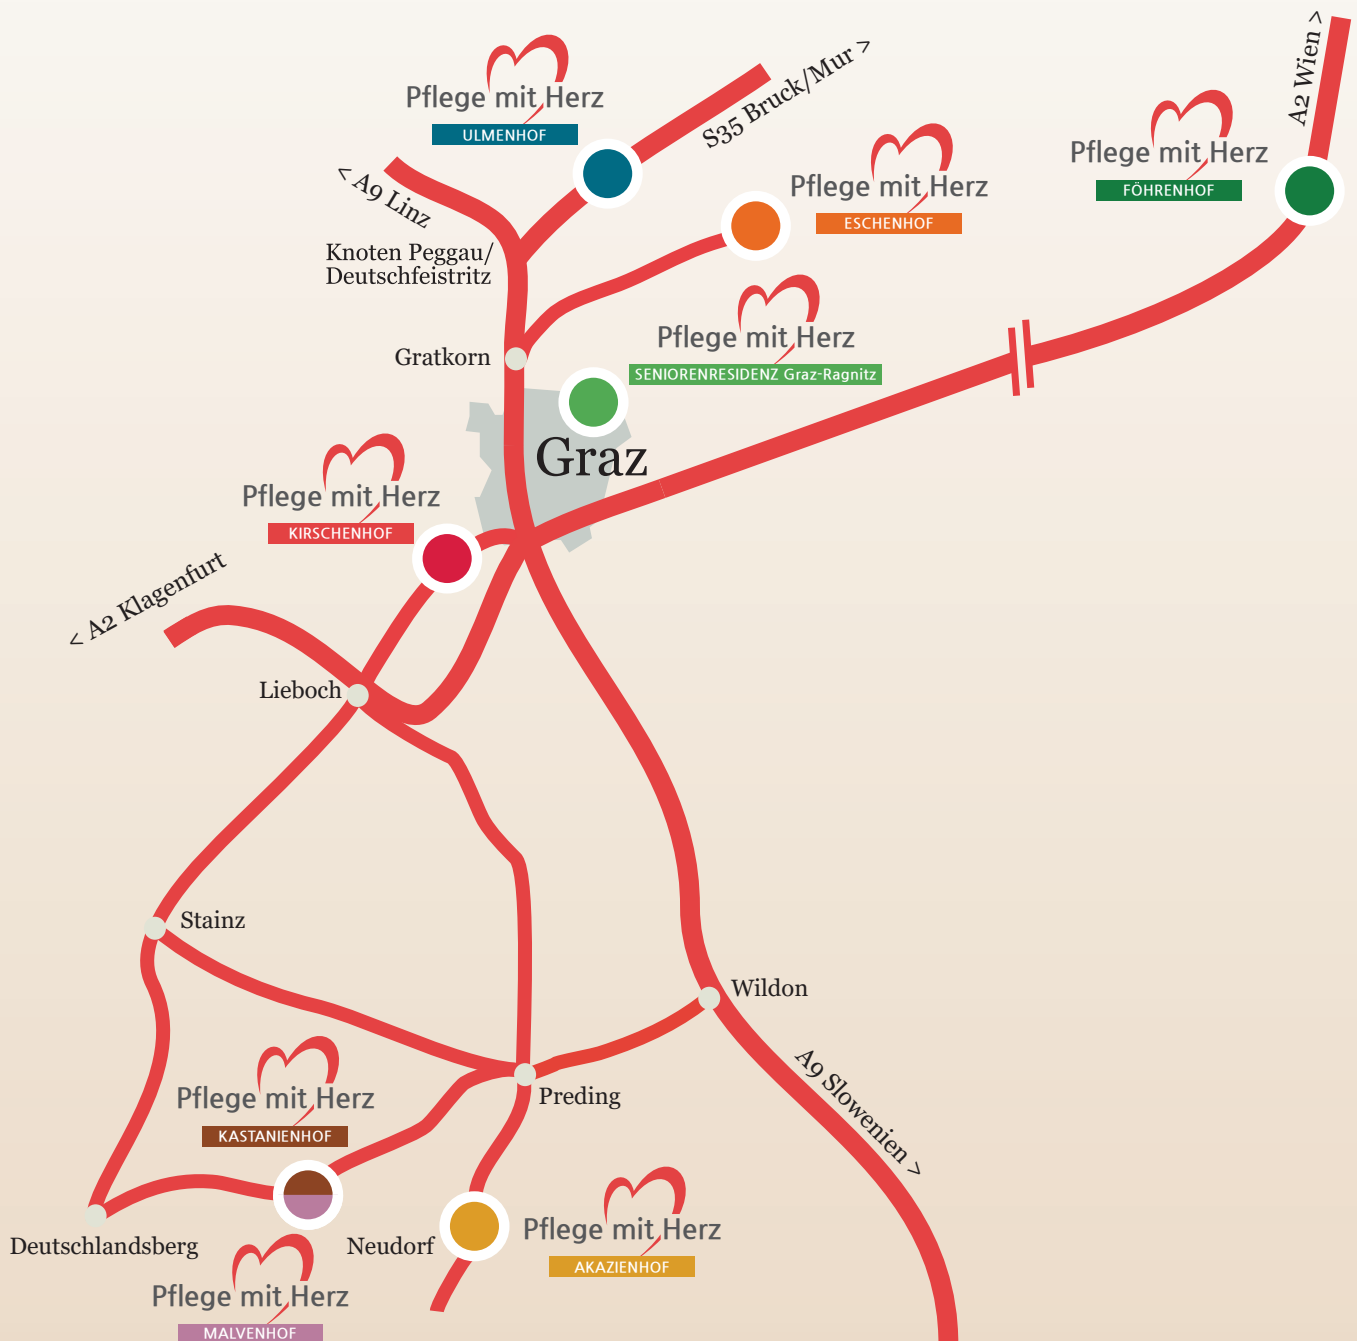 A2 Wien >
S35 Bruck/Mur >
Pflege mit Herz
ULMENHOF
< A9 Linz
Pflege mit Herz
FÖHRENHOF
Pflege mit Herz
ESCHENHOF
Knoten Peggau/
Deutschfeistritz
Pflege mit Herz
SENIORENRESIDENZ Graz-Ragnitz
Gratkorn
Graz
Pflege mit Herz
KIRSCHENHOF
< A2 Klagenfurt
Lieboch
Stainz
Wildon
A9 Slowenien >
Pflege mit Herz
KASTANIENHOF
Preding
Deutschlandsberg
Neudorf
Pflege mit Herz
AKAZIENHOF
Pflege mit Herz
MALVENHOF